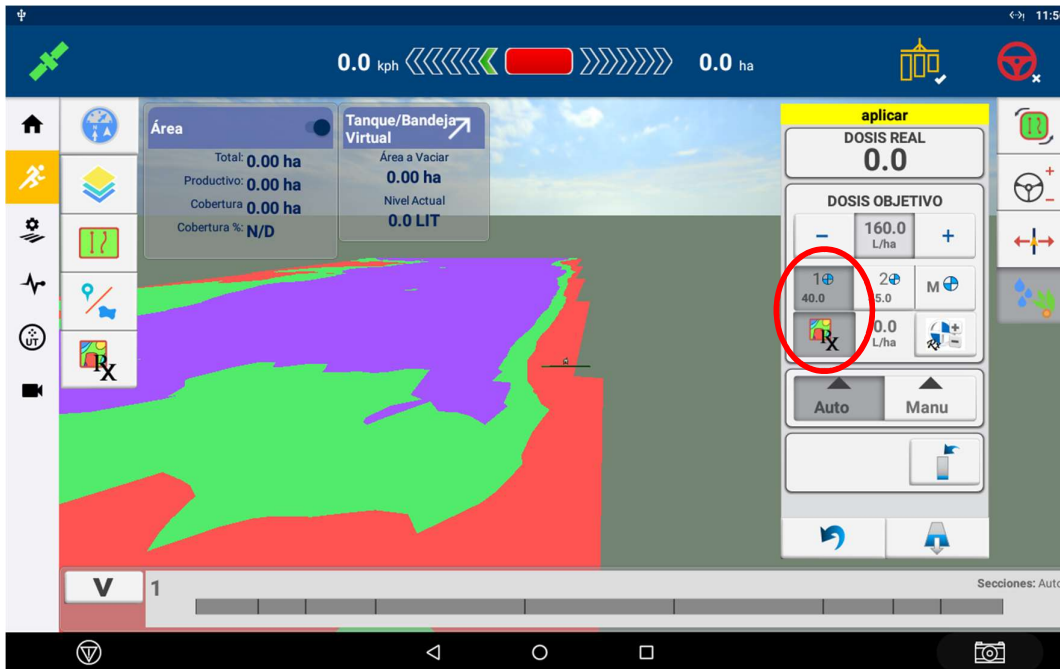 11:5
0.0 kph
0.0 ha
Área
Total: 0.00 ha
Productivo: 0.00 ha
Cobertura 0.00 ha
Cobertura %: N/D
Tanque/Bandeja
Virtual
Área a Vaciar
0.00 ha
Nivel Actual
0.0 LIT
aplicar
DOSIS REAL
0.0
DOSIS OBJETIVO
− 160.0 +
L/ha
1 2 M
40.0 5.0
Rx 0.0
L/ha
Auto Manu
UT
Rx
V 1
Secciones: Auto